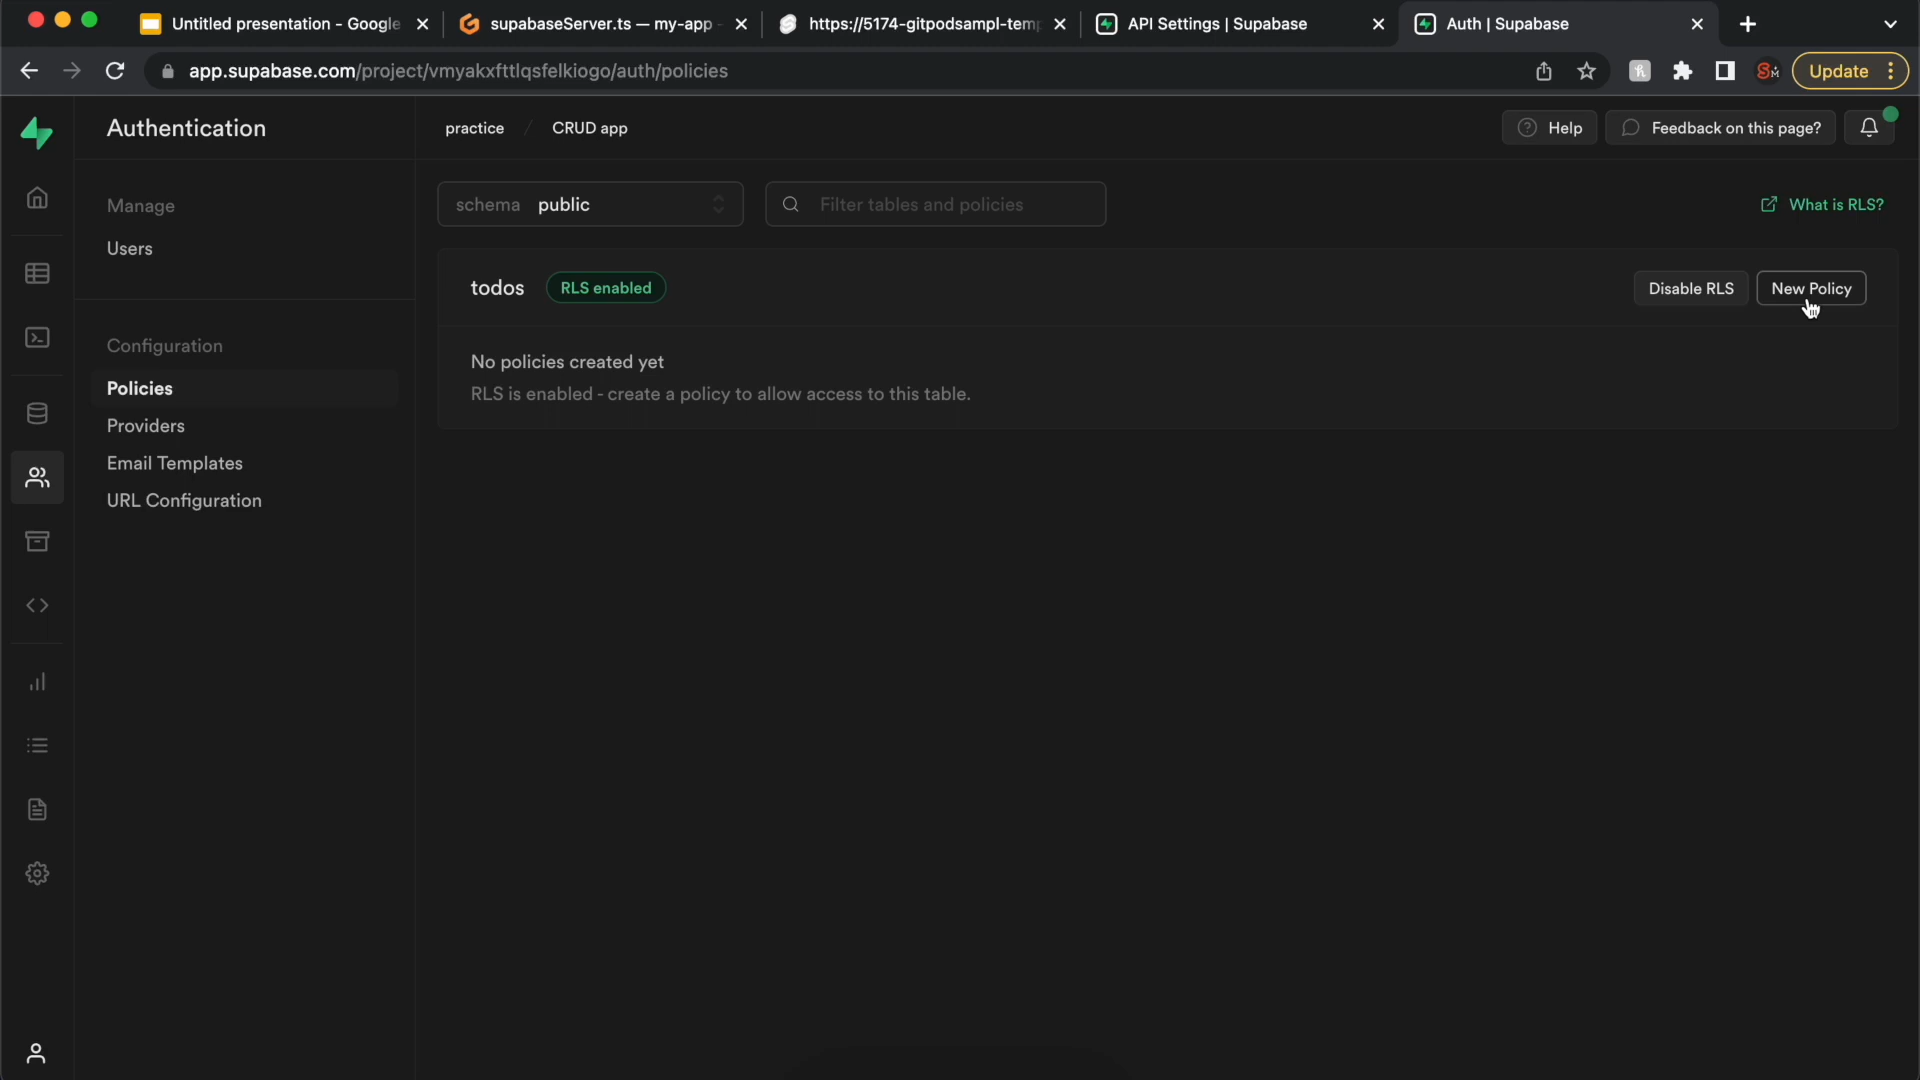 Untitled presentation - Google
supabaseServer.ts — my-app -
https://5174-gitpodsampl-temp
API Settings | Supabase
Auth | Supabase
app.supabase.com/project/vmyakxfttlqsfelkiogo/auth/policies
Update
Authentication
practice / CRUD app
Help
Feedback on this page?
Manage
Users
schema public
Filter tables and policies
What is RLS?
todos RLS enabled
Disable RLS
New Policy
No policies created yet
RLS is enabled - create a policy to allow access to this table.
Configuration
Policies
Providers
Email Templates
URL Configuration